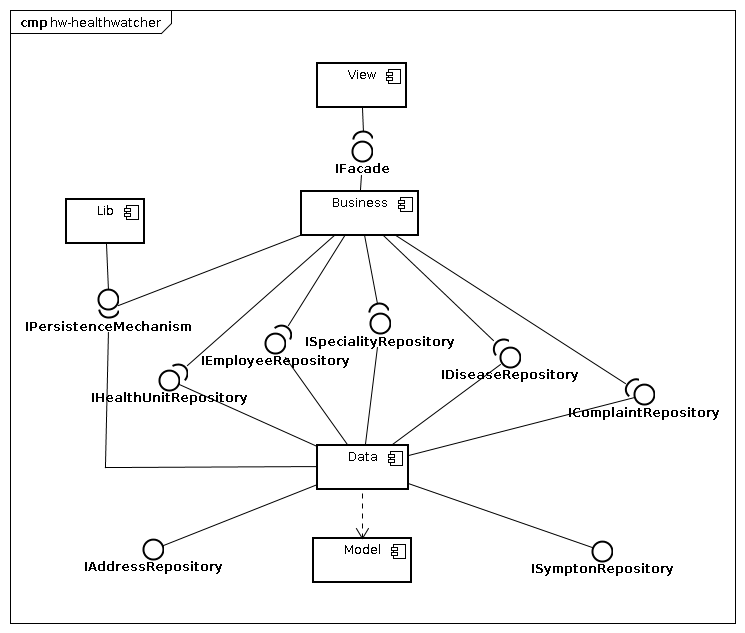 cmp hw-healthwatcher
View
IFacade
Business
Lib
IPersistenceMechanism
ISpecialityRepository
IEmployeeRepository
IDiseaseRepository
IHealthUnitRepository
IComplaintRepository
Data
Model
IAddressRepository
ISymptonRepository